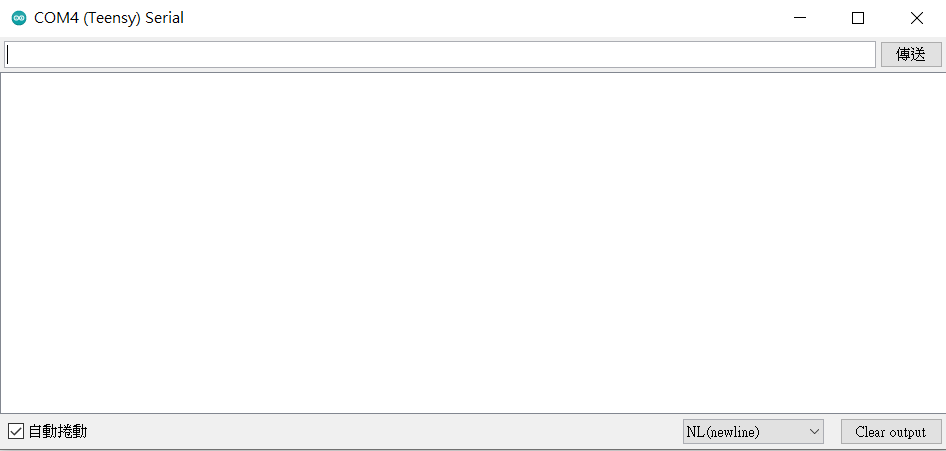 COM4 (Teensy) Serial
傳送
自動捲動
NL(newline)
Clear output